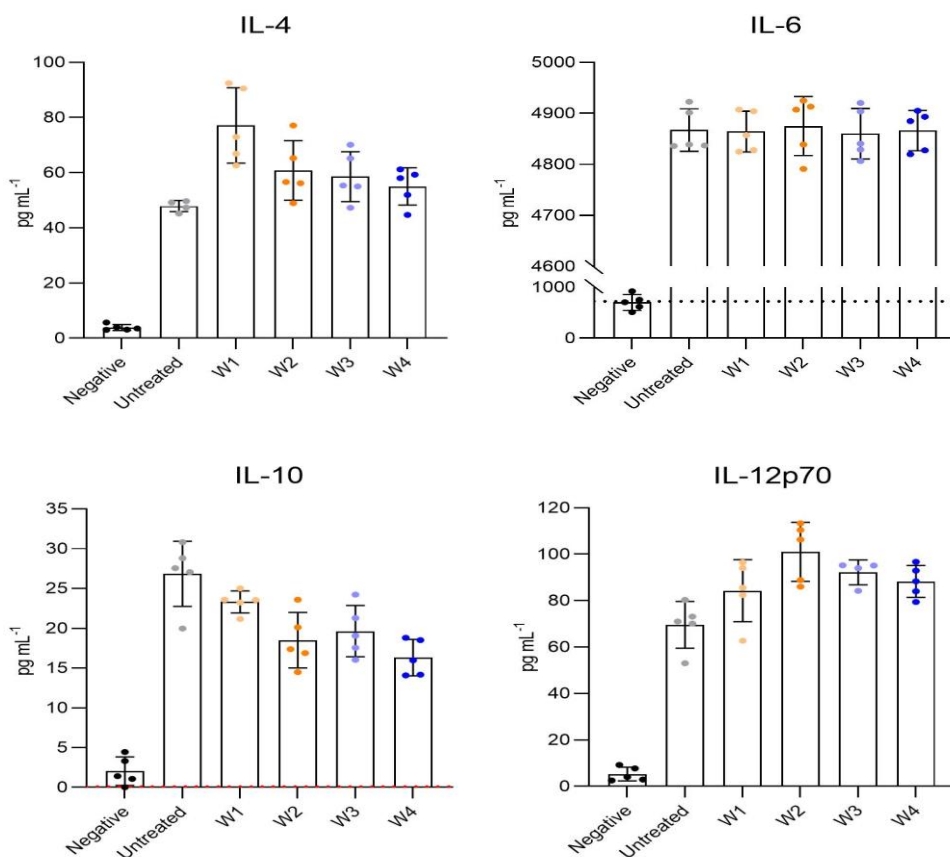 IL-4
pg mL-1
100
80
60
40
20
0
Negative
Untreated
W1
W2
W3
W4
IL-6
pg mL-1
5000
4900
4800
4700
4600
1000
0
Negative
Untreated
W1
W2
W3
W4
IL-10
pg mL-1
35
30
25
20
15
10
5
0
Negative
Untreated
W1
W2
W3
W4
IL-12p70
pg mL-1
120
100
80
60
40
20
0
Negative
Untreated
W1
W2
W3
W4